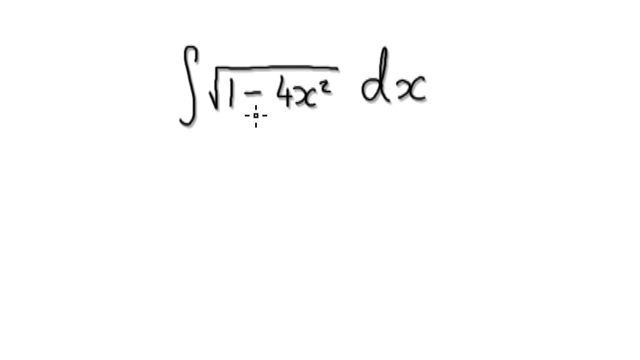 ∫√(1 − 4x²) dx